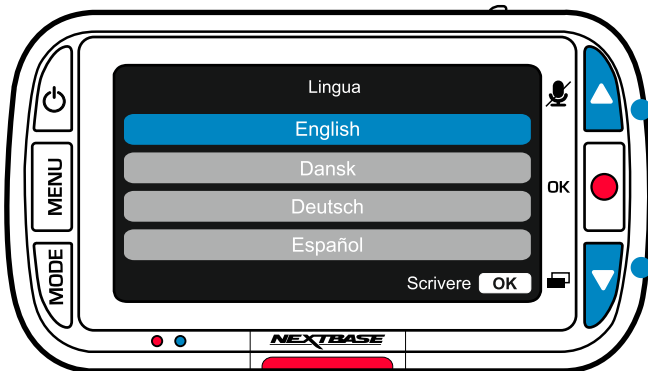 Lingua
English
Dansk
Deutsch
Español
Scrivere OK
MENU
MODE
OK
NEXTBASE